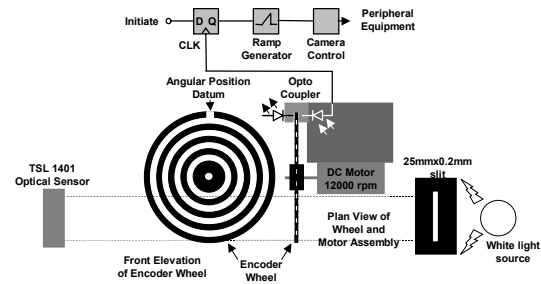 Initiate
D Q
CLK
Ramp
Generator
Camera
Control
Peripheral
Equipment
Angular Position
Datum
Opto
Coupler
TSL 1401
Optical Sensor
DC Motor
12000 rpm
25mmx0.2mm
slit
Front Elevation
of Encoder Wheel
Encoder
Wheel
Plan View of
Wheel and
Motor Assembly
White light
source